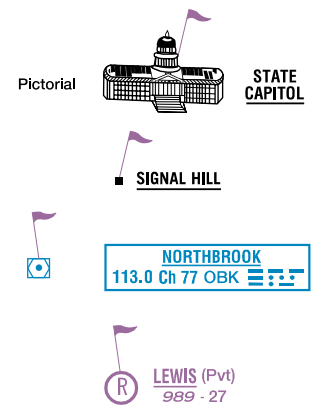 Pictorial
STATE
CAPITOL
SIGNAL HILL
NORTHBROOK
113.0 Ch 77 OBK
R
LEWIS (Pvt)
989 - 27